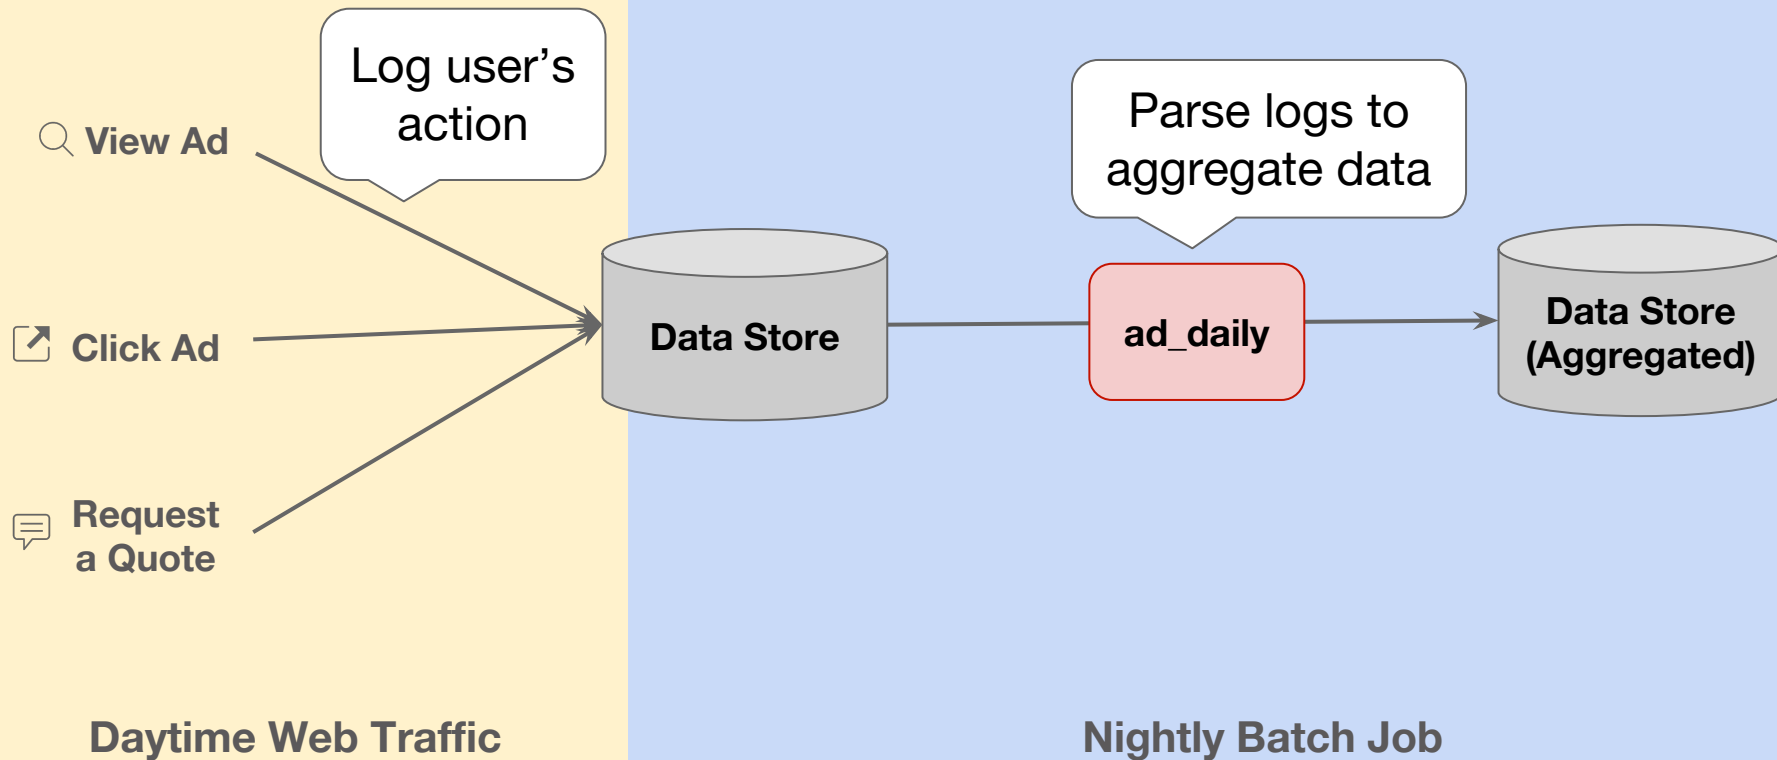 Log user’s
action
View Ad
Click Ad
Request
a Quote
Data Store
Parse logs to
aggregate data
ad_daily
Data Store
(Aggregated)
Daytime Web Traffic
Nightly Batch Job